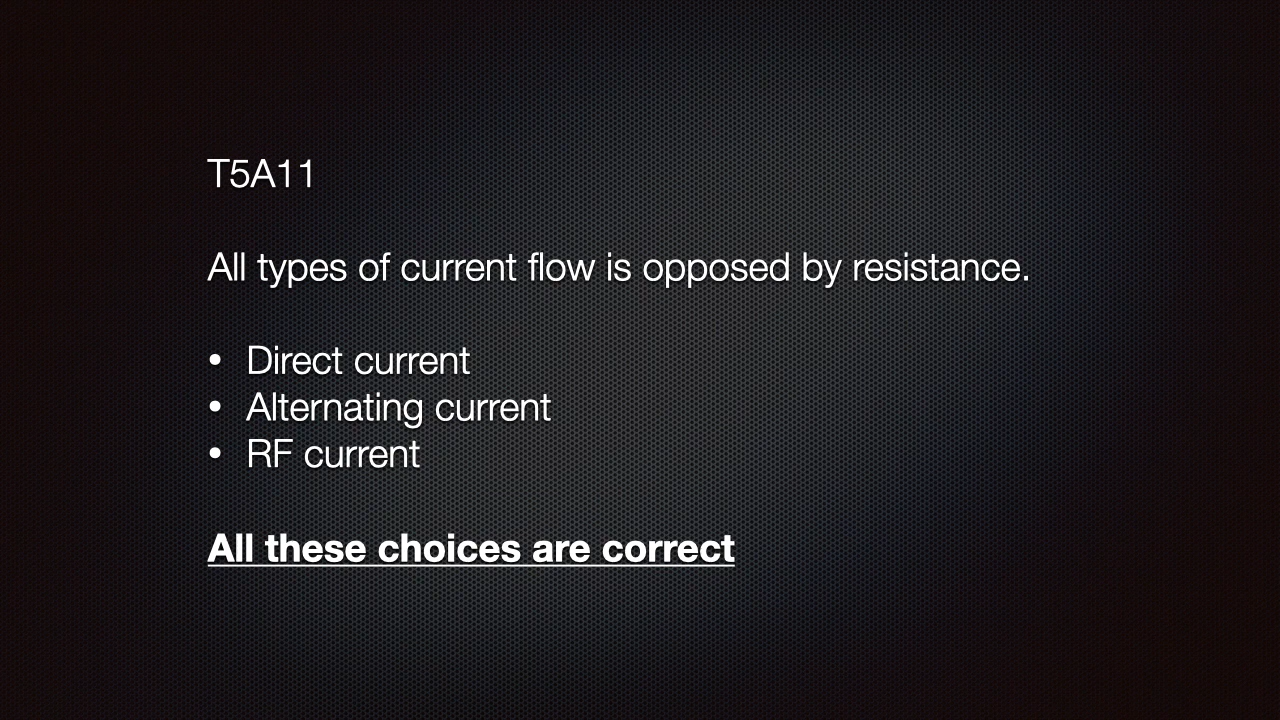 T5A11
All types of current flow is opposed by resistance.
• Direct current
• Alternating current
• RF current
All these choices are correct